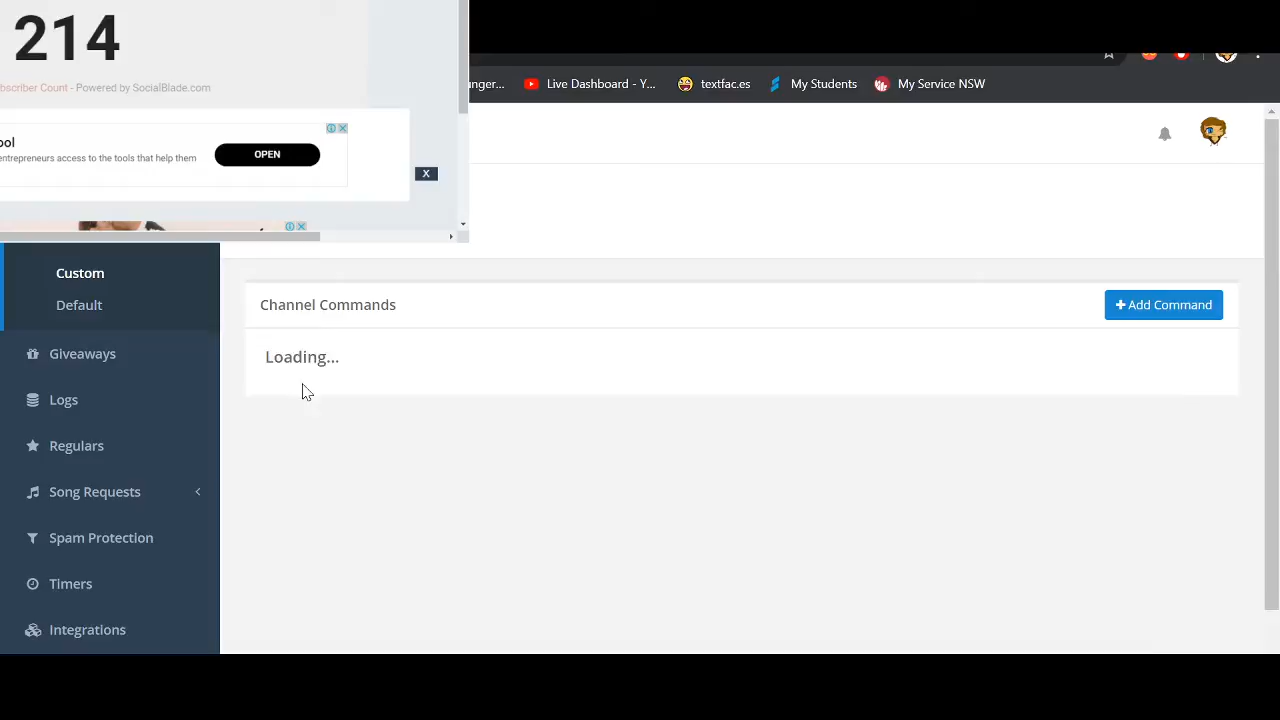 214
bscriber Count - Powered by SocialBlade.com
ool
entrepreneurs access to the tools that help them
OPEN
X
nger...
Live Dashboard - Y...
textfac.es
My Students
My Service NSW
Custom
Default
Giveaways
Logs
Regulars
Song Requests
Spam Protection
Timers
Integrations
Channel Commands
Add Command
Loading...